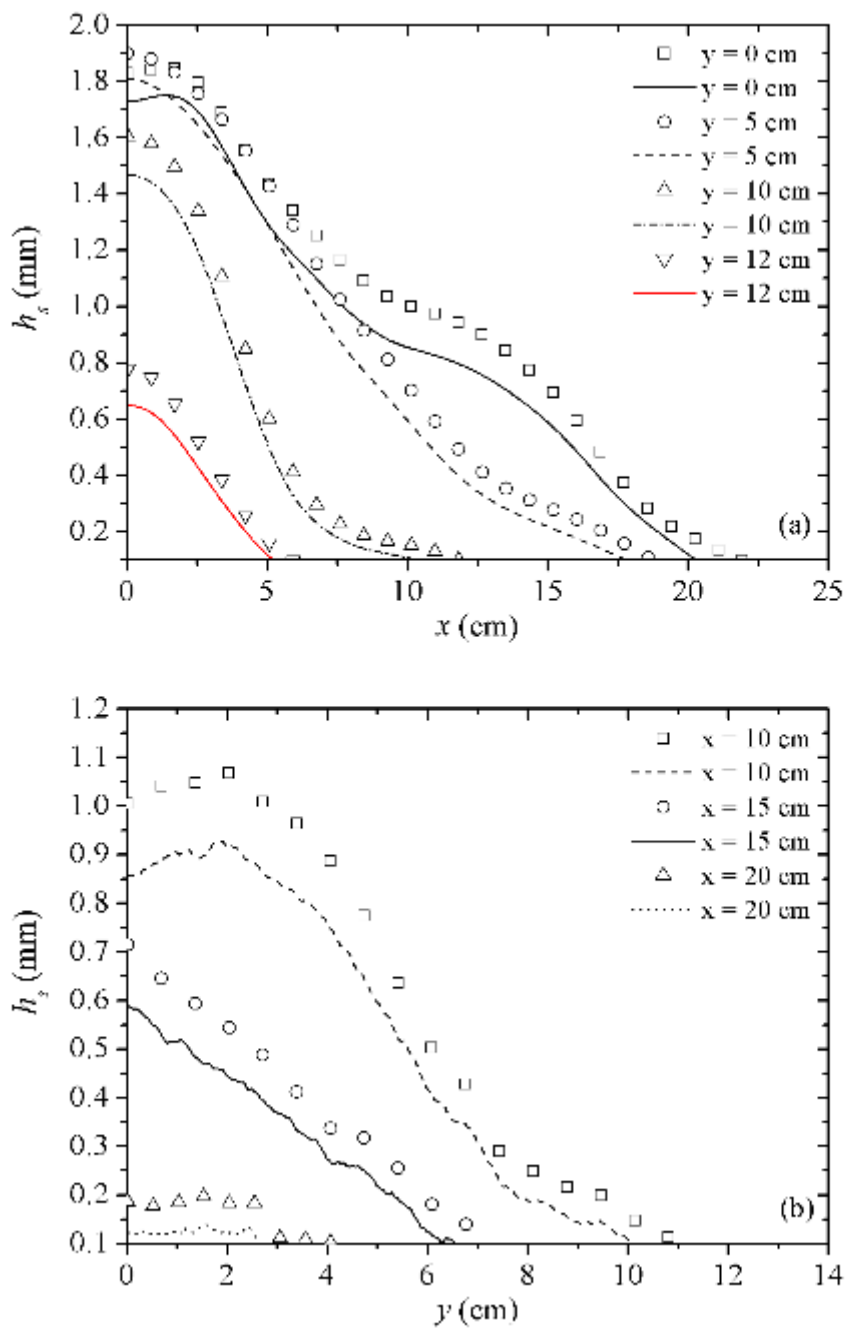 2.0
1.8
1.6
1.4
1.2
1.0
0.8
0.6
0.4
0.2
h_s (mm)
y = 0 cm
y = 0 cm
y = 5 cm
y = 5 cm
y = 10 cm
y = 10 cm
y = 12 cm
y = 12 cm
(a)
0 5 10 15 20 25
x (cm)
1.2
1.1
1.0
0.9
0.8
0.7
0.6
0.5
0.4
0.3
0.2
0.1
h_s (mm)
x = 10 cm
x = 10 cm
x = 15 cm
x = 15 cm
x = 20 cm
x = 20 cm
(b)
0 2 4 6 8 10 12 14
y (cm)